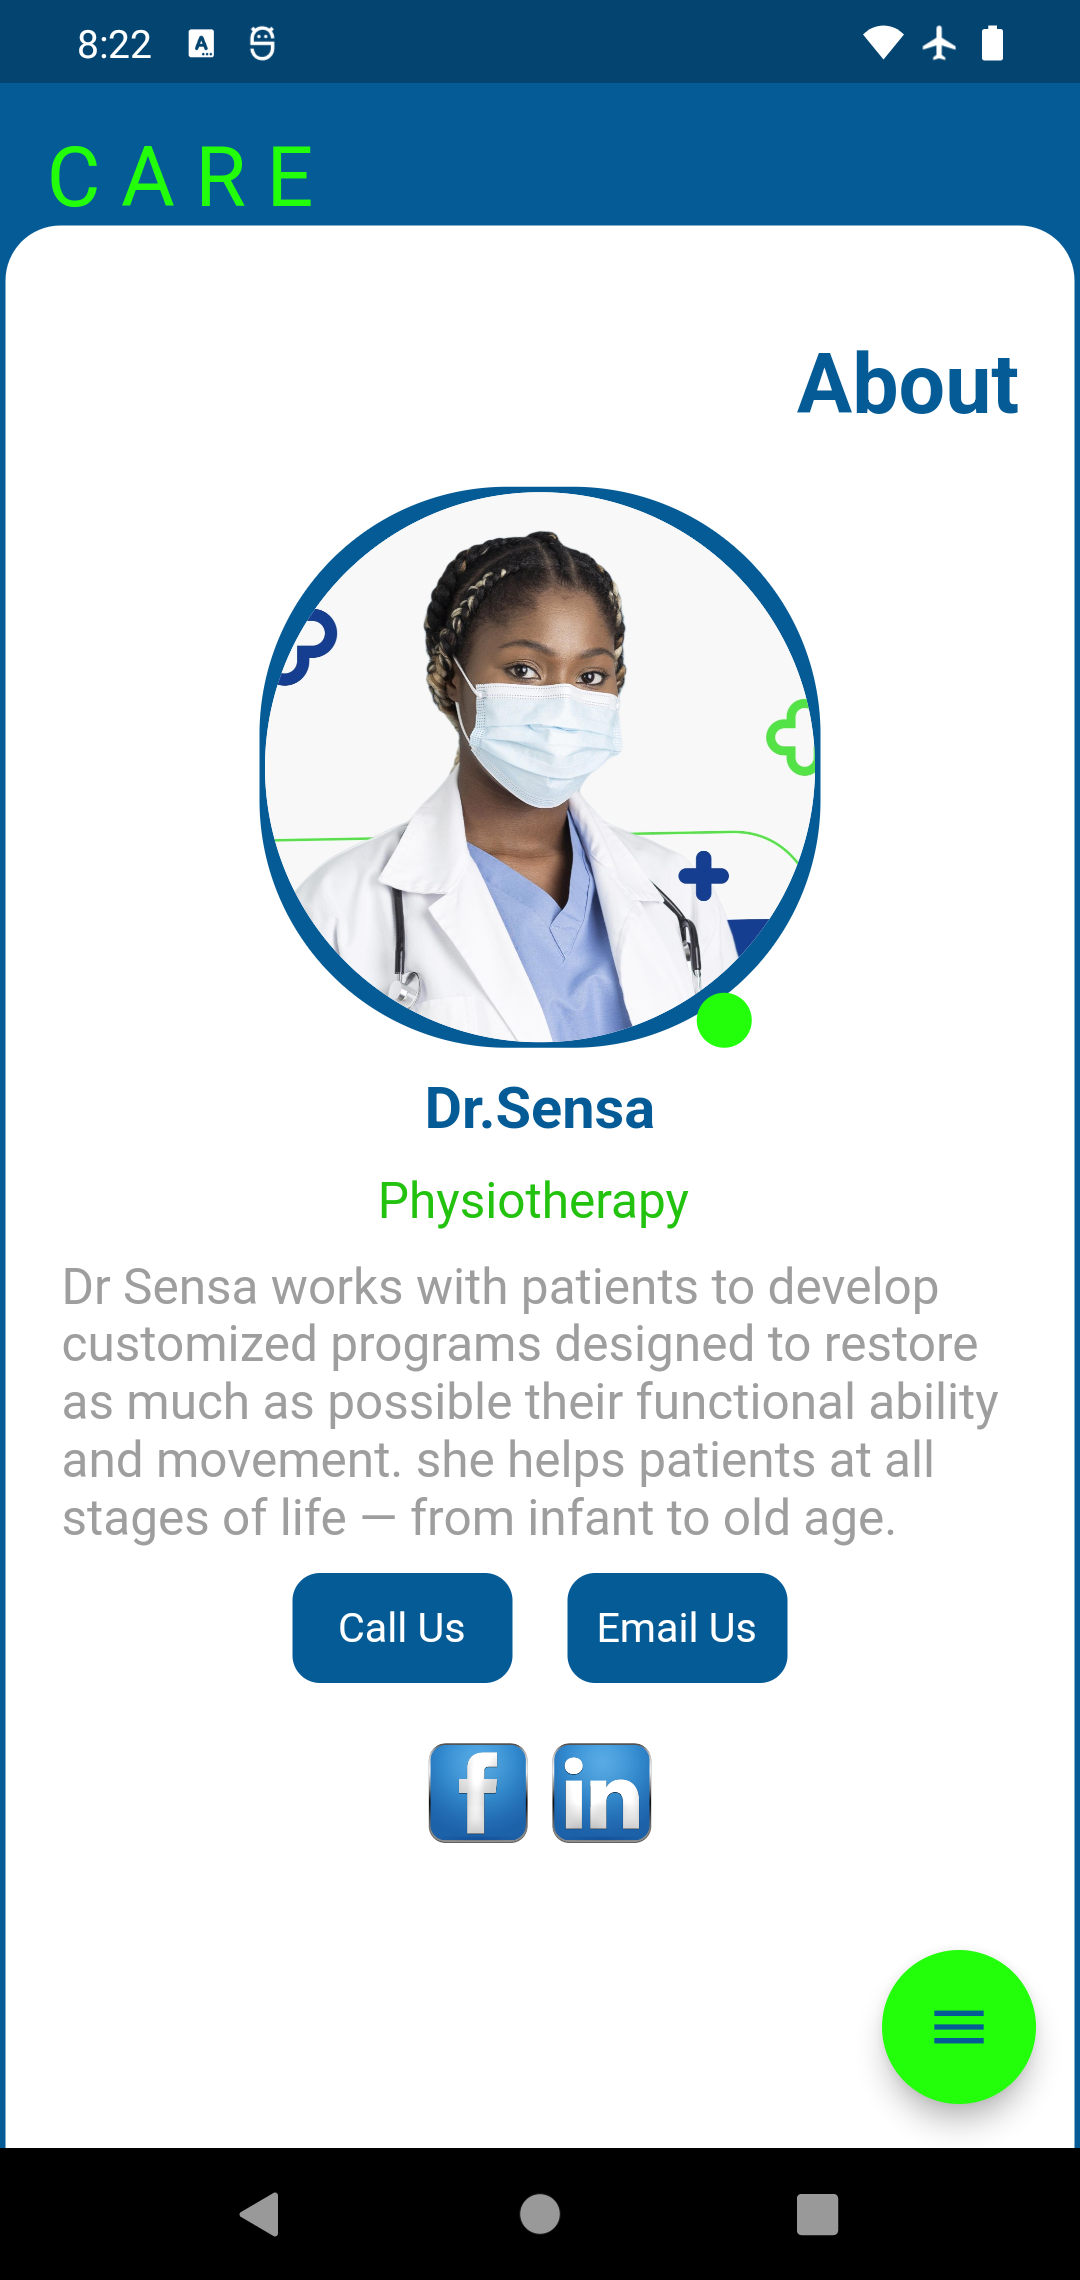 8:22
CARE
About
Dr.Sensa
Physiotherapy
Dr Sensa works with patients to develop
customized programs designed to restore
as much as possible their functional ability
and movement. she helps patients at all
stages of life — from infant to old age.
Call Us
Email Us
f
in